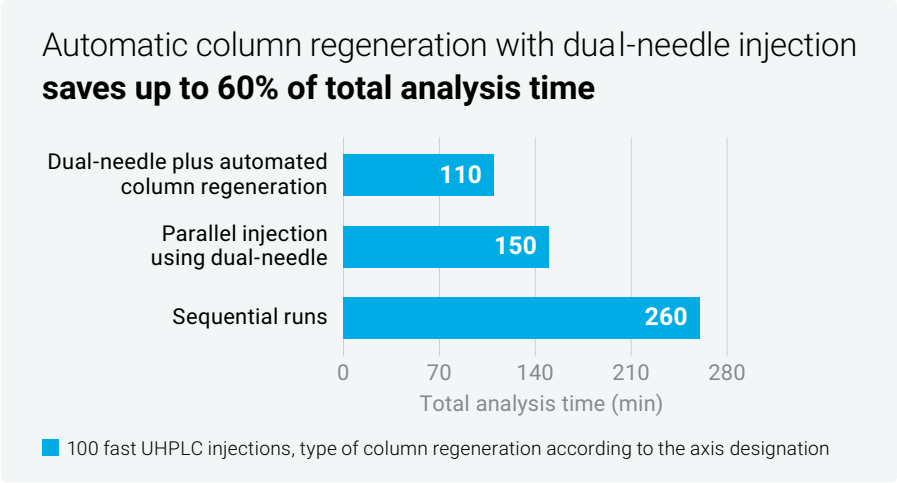 Automatic column regeneration with dual-needle injection
saves up to 60% of total analysis time
Dual-needle plus automated
column regeneration
110
Parallel injection
using dual-needle
150
Sequential runs
260
0 70 140 210 280
Total analysis time (min)
100 fast UHPLC injections, type of column regeneration according to the axis designation